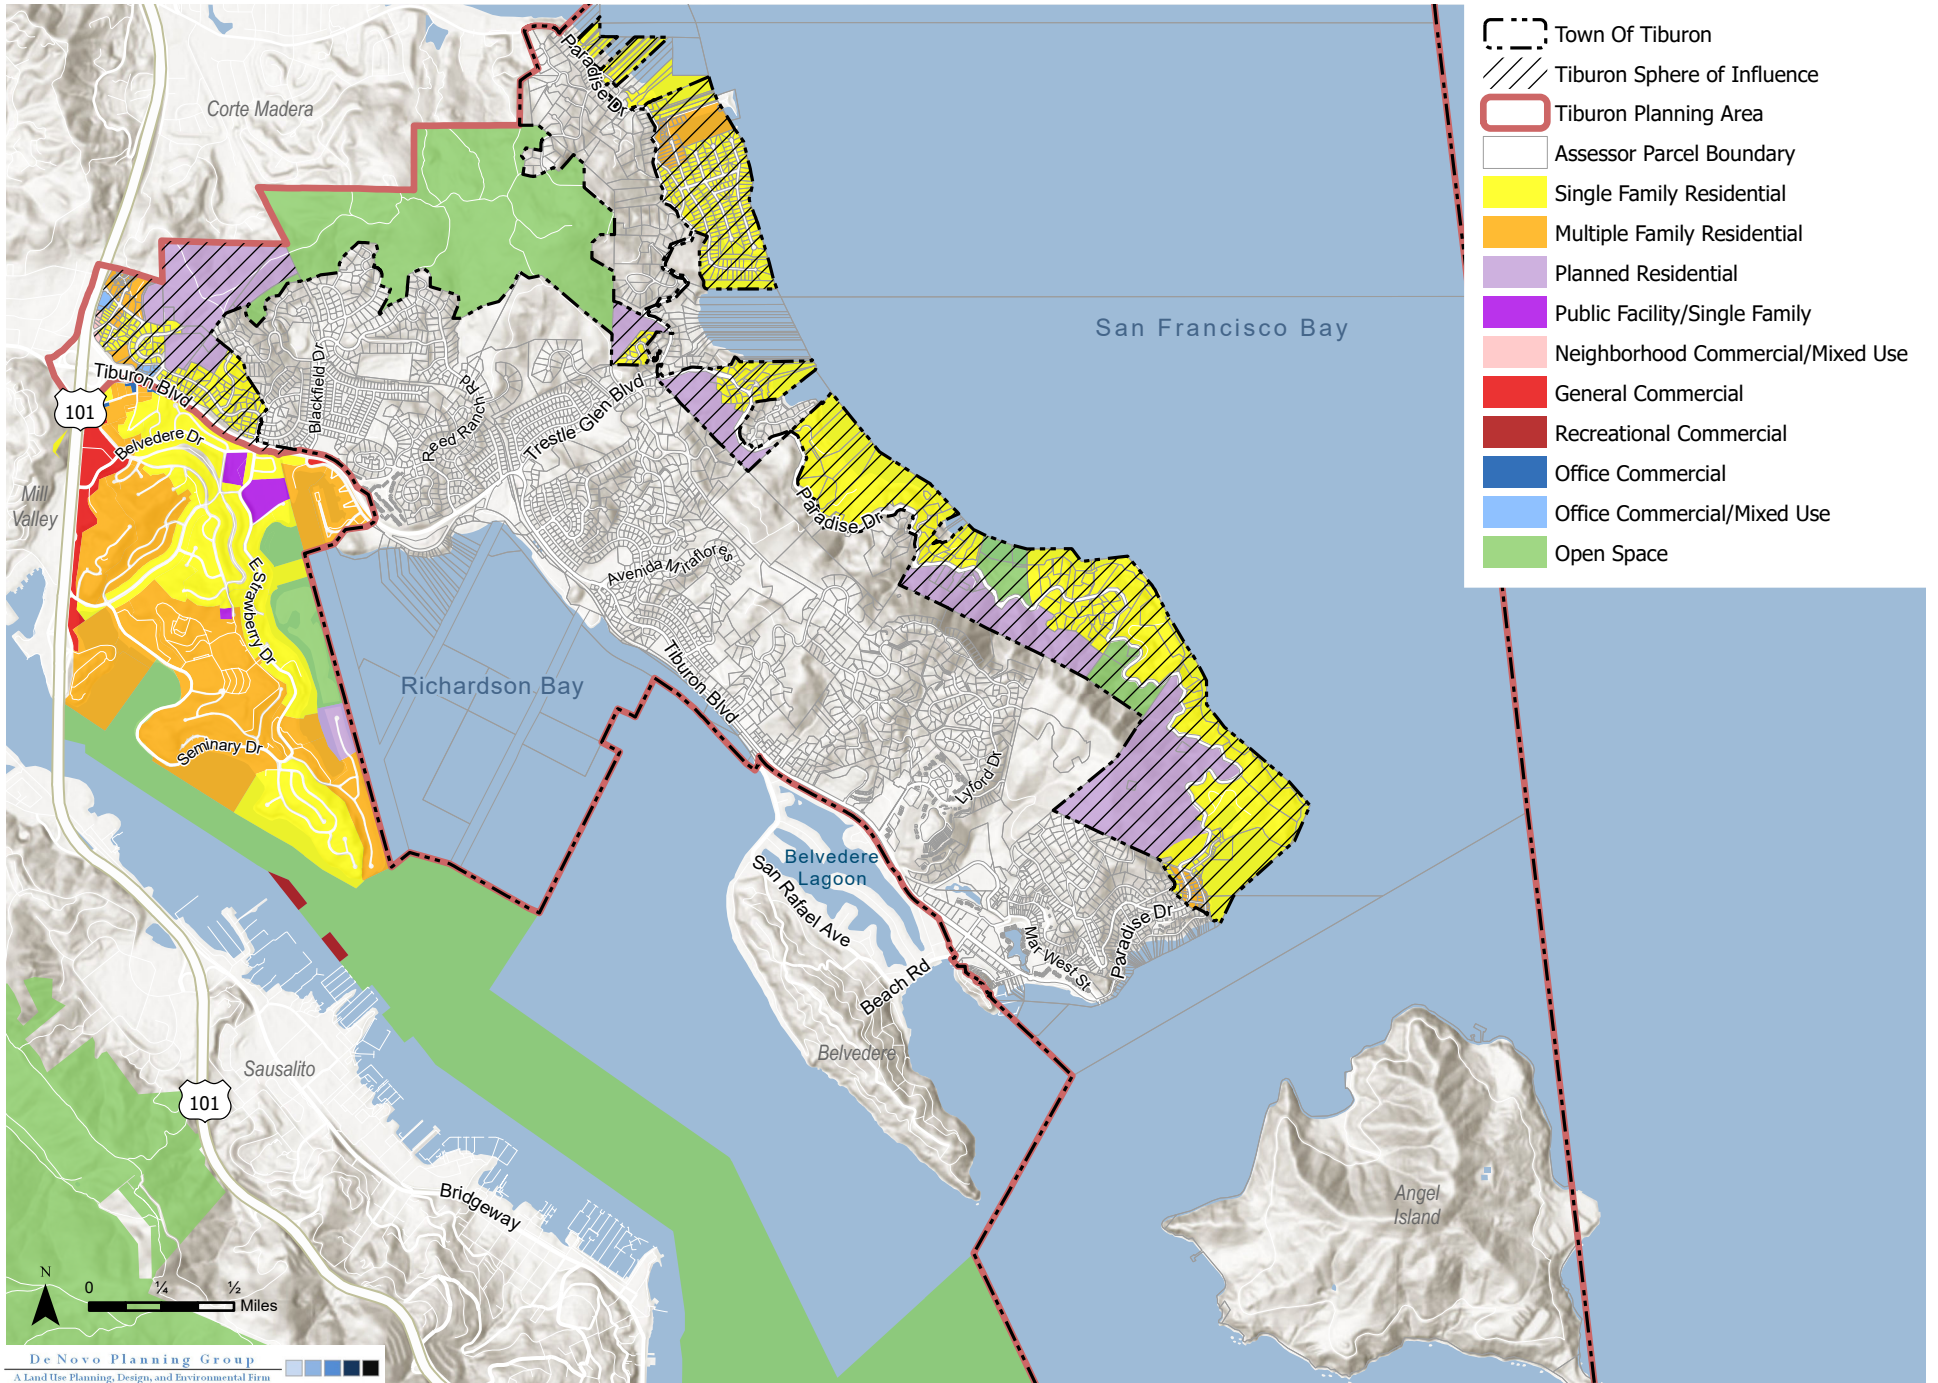 Town Of Tiburon
Tiburon Sphere of Influence
Tiburon Planning Area
Assessor Parcel Boundary
Single Family Residential
Multiple Family Residential
Planned Residential
Public Facility/Single Family
Neighborhood Commercial/Mixed Use
General Commercial
Recreational Commercial
Office Commercial
Office Commercial/Mixed Use
Open Space
Paradise Dr
Corte Madera
San Francisco Bay
Tiburon Blvd
101
Blackfield Dr
Reed Ranch Rd
Trestle Glen Blvd
Belvedere Dr
Mill
Valley
Paradise Dr
Avenida Miraflores
E Strawberry Dr
Richardson Bay
Tiburon Blvd
Seminary Dr
Lyford Dr
Belvedere
Lagoon
San Rafael Ave
Mar West St
Paradise Dr
Beach Rd
Belvedere
Sausalito
101
Bridgeway
Angel
Island
N
0 ¼ ½
Miles
De Novo Planning Group
A Land Use Planning, Design, and Environmental Firm